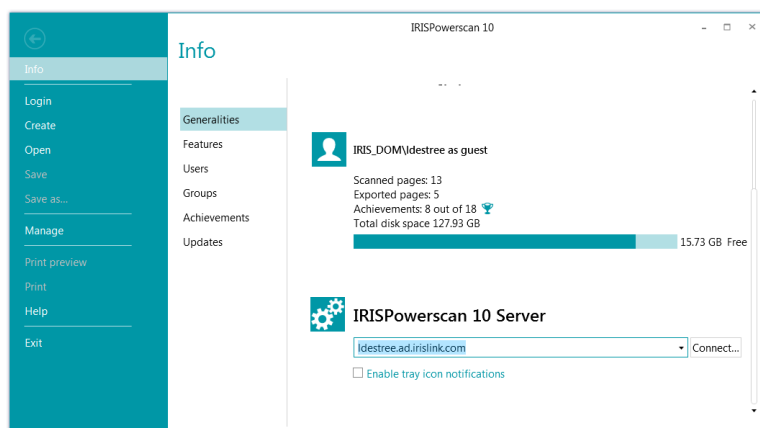 IRISPowerscan 10
Info
Info
Login
Create
Open
Save
Save as...
Manage
Print preview
Print
Help
Exit
Generalities
Features
Users
Groups
Achievements
Updates
IRIS_DOM\ldestree as guest
Scanned pages: 13
Exported pages: 5
Achievements: 8 out of 18
Total disk space 127.93 GB
15.73 GB Free
IRISPowerscan 10 Server
ldestree.ad.irislink.com
Connect...
Enable tray icon notifications